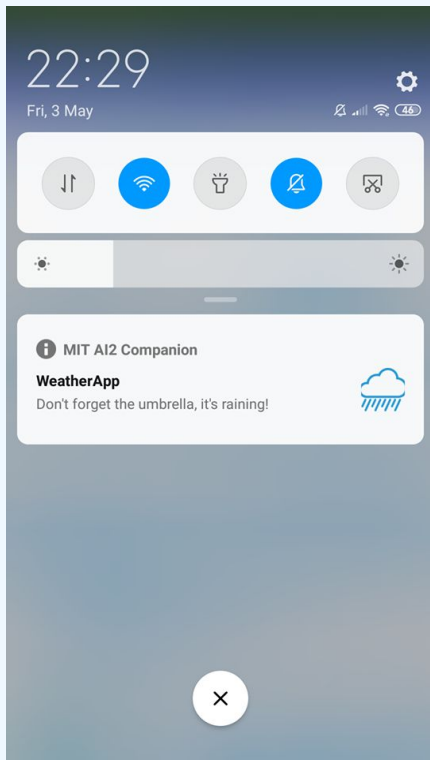 22:29
Fri, 3 May
46
MIT AI2 Companion
WeatherApp
Don't forget the umbrella, it's raining!